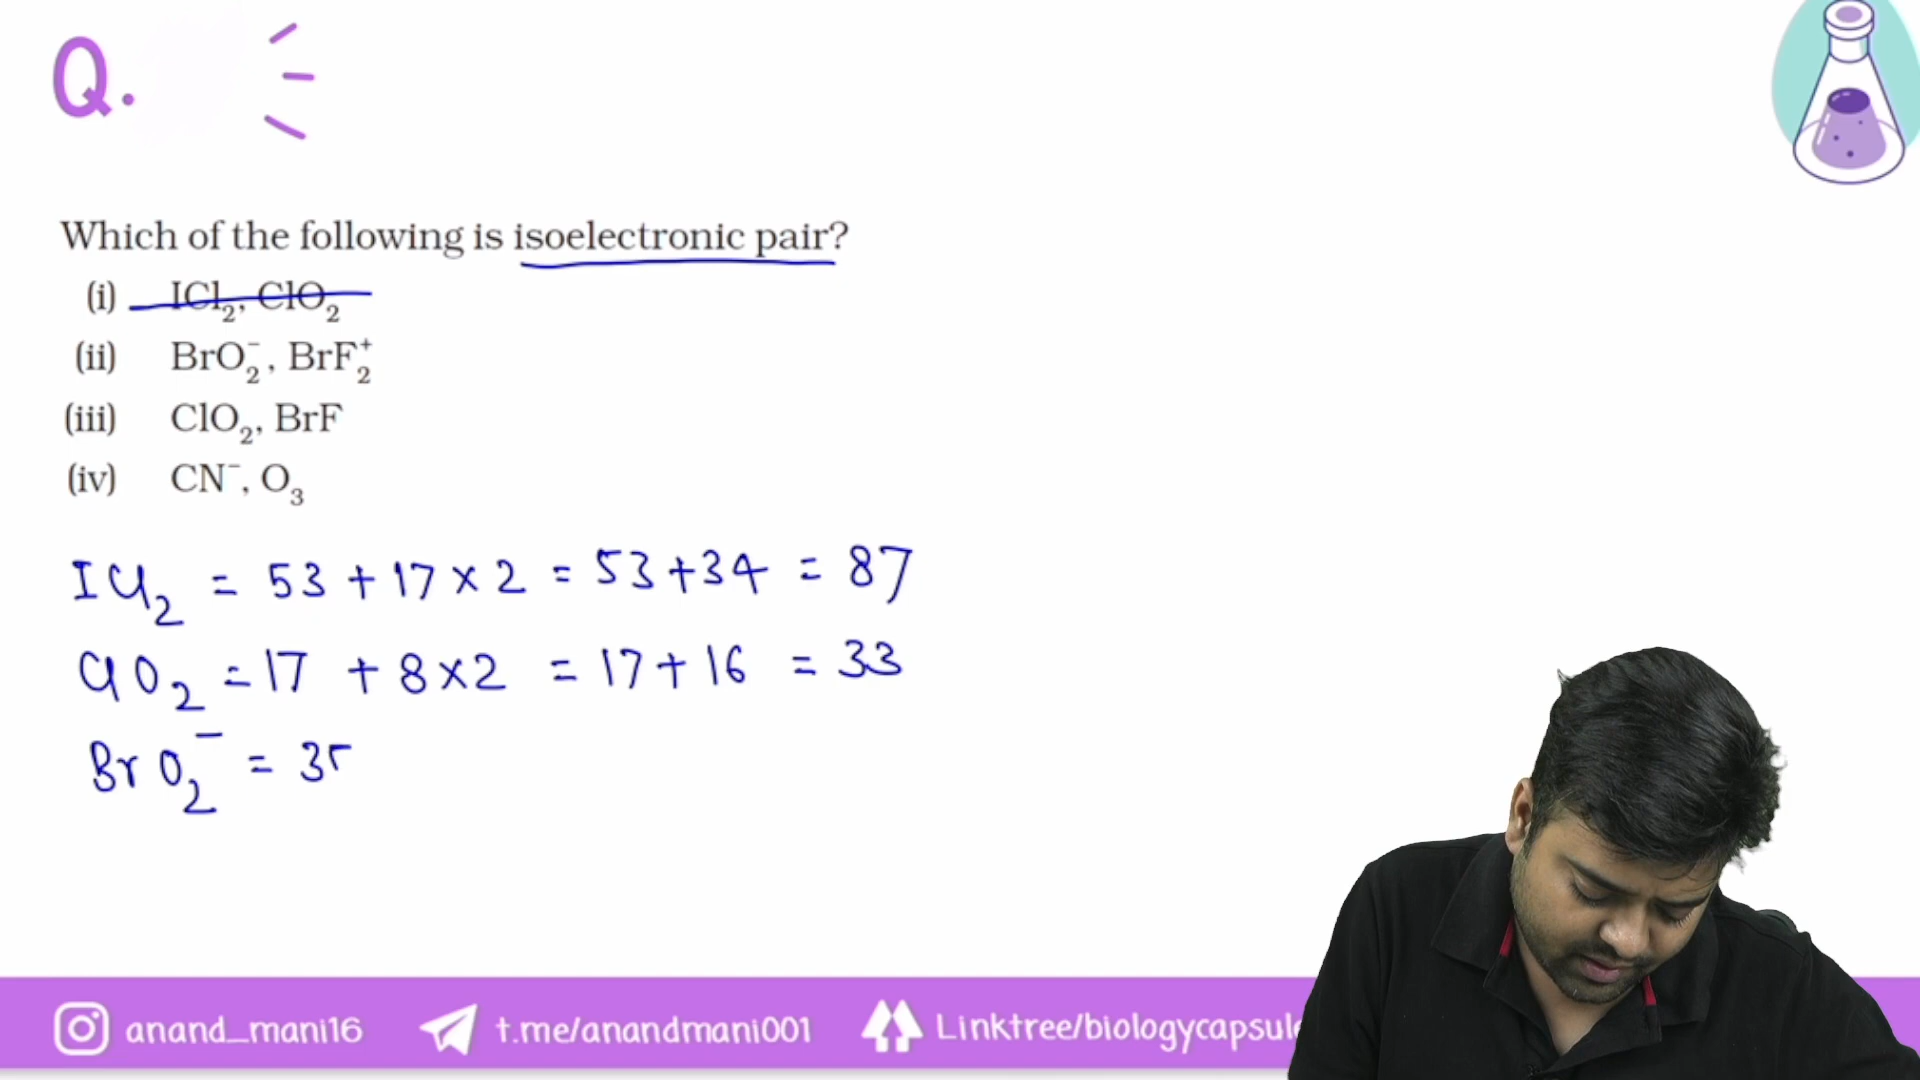 Q.
Which of the following is isoelectronic pair?
(i) ICl₂, ClO₂
(ii) BrO₂⁻, BrF₂⁺
(iii) ClO₂, BrF
(iv) CN⁻, O₃
ICl₂ = 53 + 17 × 2 = 53 + 34 = 87
ClO₂ = 17 + 8 × 2 = 17 + 16 = 33
BrO₂⁻ = 35
anand_mani16 t.me/anandmani001 Linktree/biologycapsule